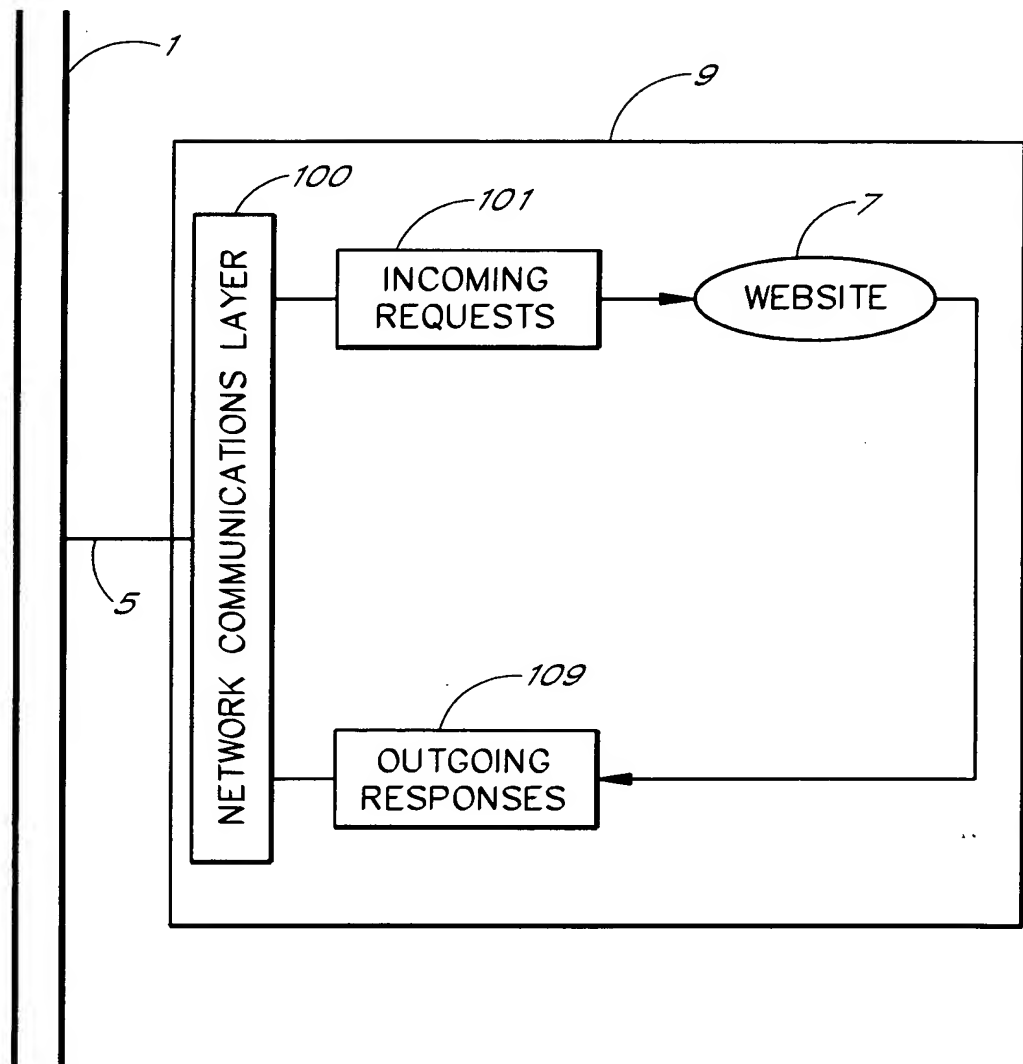 1
9
100
101
7
NETWORK COMMUNICATIONS LAYER
INCOMING
REQUESTS
WEBSITE
5
109
OUTGOING
RESPONSES